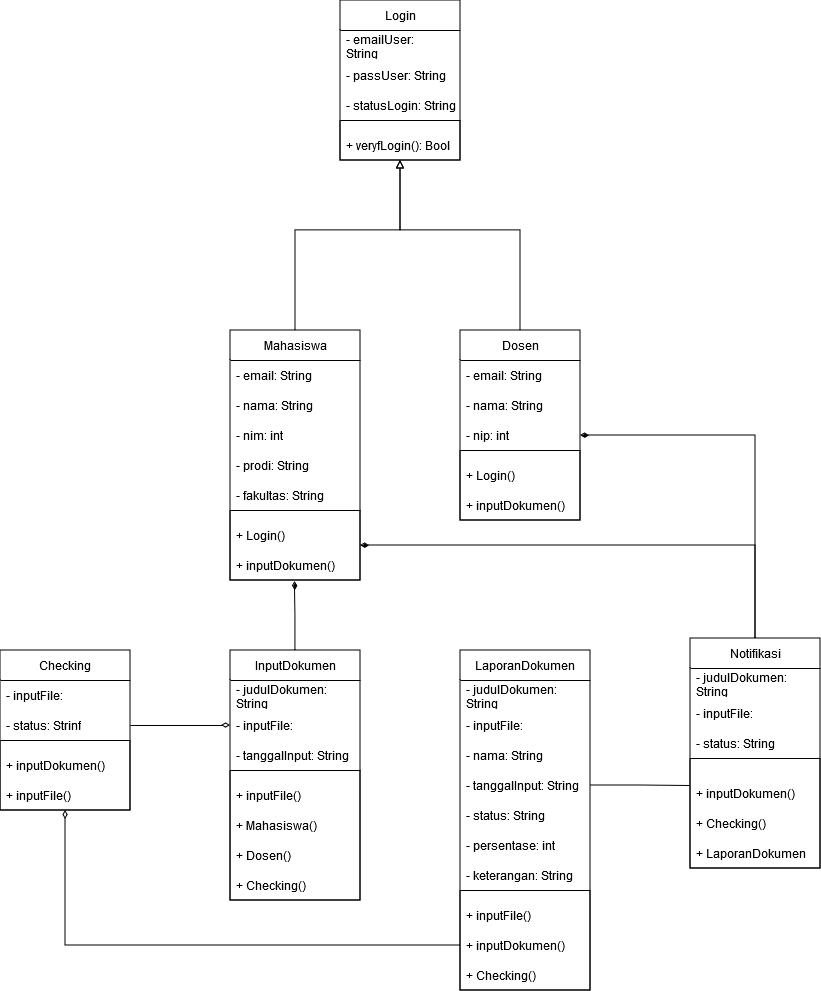 Login
- emailUser:
String
- passUser: String
- statusLogin: String
+ veryfLogin(): Bool
Mahasiswa
- email: String
- nama: String
- nim: int
- prodi: String
- fakultas: String
+ Login()
+ inputDokumen()
Dosen
- email: String
- nama: String
- nip: int
+ Login()
+ inputDokumen()
Checking
- inputFile:
- status: Strinf
+ inputDokumen()
+ inputFile()
InputDokumen
- judulDokumen:
String
- inputFile:
- tanggalInput: String
+ inputFile()
+ Mahasiswa()
+ Dosen()
+ Checking()
LaporanDokumen
- judulDokumen:
String
- inputFile:
- nama: String
- tanggalInput: String
- status: String
- persentase: int
- keterangan: String
+ inputFile()
+ inputDokumen()
+ Checking()
Notifikasi
- judulDokumen:
String
- inputFile:
- status: String
+ inputDokumen()
+ Checking()
+ LaporanDokumen